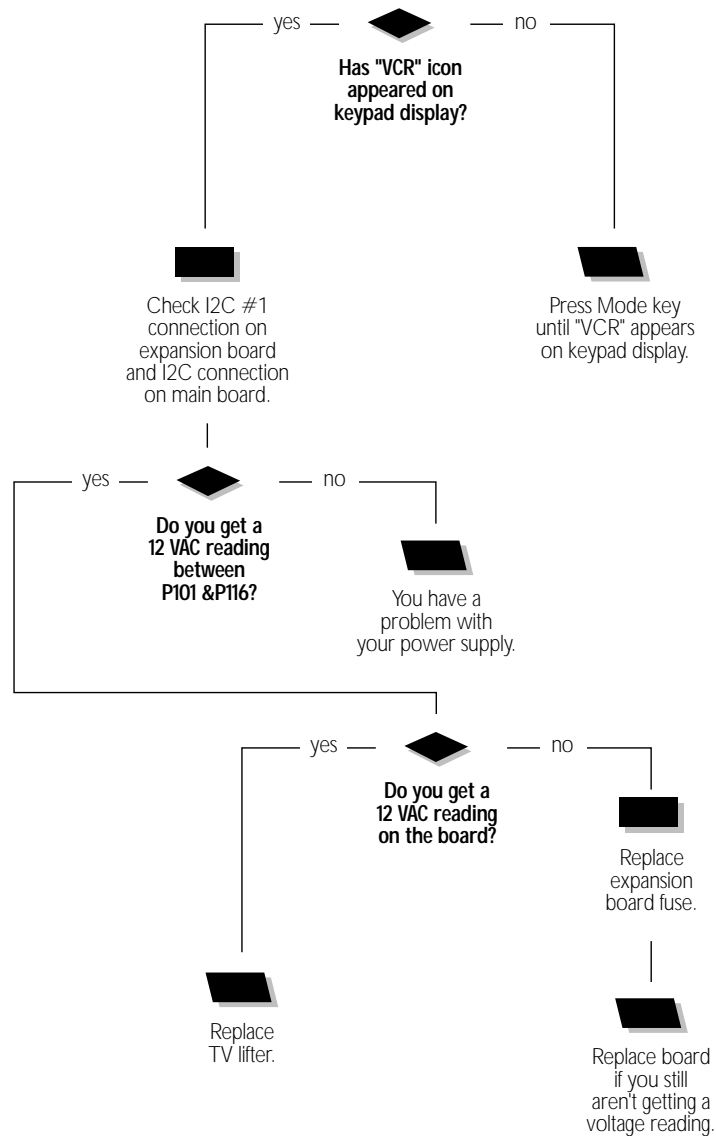 yes
no
Has "VCR" icon
appeared on
keypad display?
Check I2C #1
connection on
expansion board
and I2C connection
on main board.
Press Mode key
until "VCR" appears
on keypad display.
yes
no
Do you get a
12 VAC reading
between
P101 &P116?
You have a
problem with
your power supply.
yes
no
Do you get a
12 VAC reading
on the board?
Replace
expansion
board fuse.
Replace
TV lifter.
Replace board
if you still
aren't getting a
voltage reading.